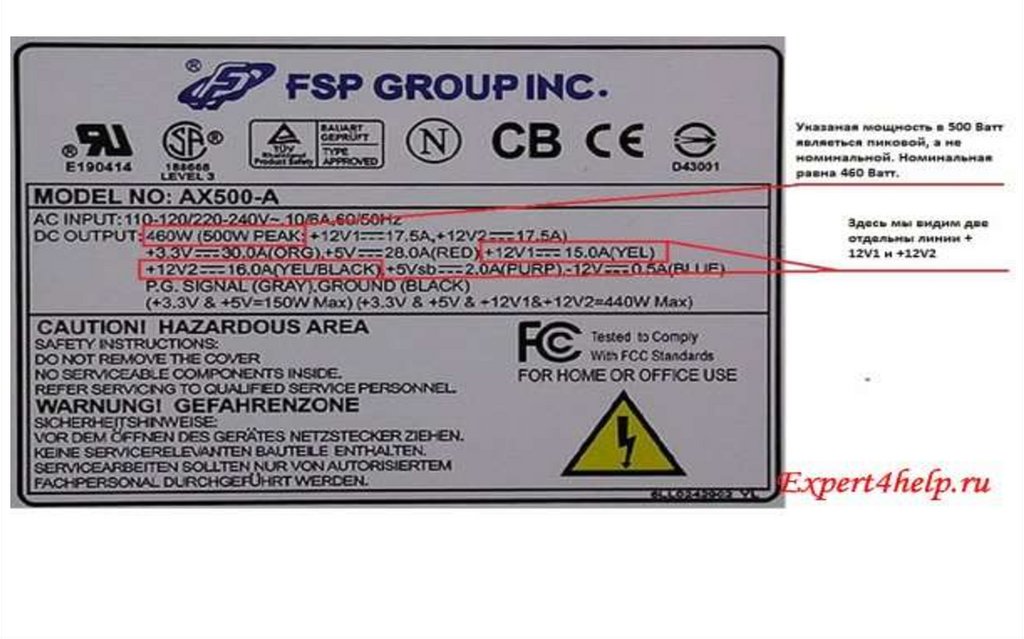 FSP GROUP INC.
E190414
LEVEL 3
TÜV
Product Safety
BAUART
GEPRÜFT
TYPE
APPROVED
N
CB CE
D43001
MODEL NO: AX500-A
AC INPUT: 110-120/220-240V~ 10/6A,60/50Hz
DC OUTPUT: 460W (500W PEAK) +12V1⎓17.5A,+12V2⎓17.5A)
+3.3V⎓30.0A(ORG),+5V⎓28.0A(RED),+12V1⎓15.0A(YEL)
+12V2⎓16.0A(YEL/BLACK),+5Vsb⎓2.0A(PURP),-12V⎓0.5A(BLUE)
P.G. SIGNAL (GRAY),GROUND (BLACK)
(+3.3V & +5V=150W Max) (+3.3V & +5V & +12V1&+12V2=440W Max)
CAUTION! HAZARDOUS AREA
SAFETY INSTRUCTIONS:
DO NOT REMOVE THE COVER
NO SERVICEABLE COMPONENTS INSIDE.
REFER SERVICING TO QUALIFIED SERVICE PERSONNEL.
WARNUNG! GEFAHRENZONE
SICHERHEITSHINWEISE:
VOR DEM ÖFFNEN DES GERÄTES NETZSTECKER ZIEHEN.
KEINE SERVICERELEVANTEN BAUTEILE ENTHALTEN.
SERVICEARBEITEN SOLLTEN NUR VON AUTORISIERTEM
FACHPERSONAL DURCHGEFÜHRT WERDEN.
FC Tested to Comply
With FCC Standards
FOR HOME OR OFFICE USE
Указаная мощность в 500 Ватт
являеться пиковой, а не
номинальной. Номинальная
равна 460 Ватт.
Здесь мы видим две
отдельны линии +
12V1 и +12V2
Expert4help.ru